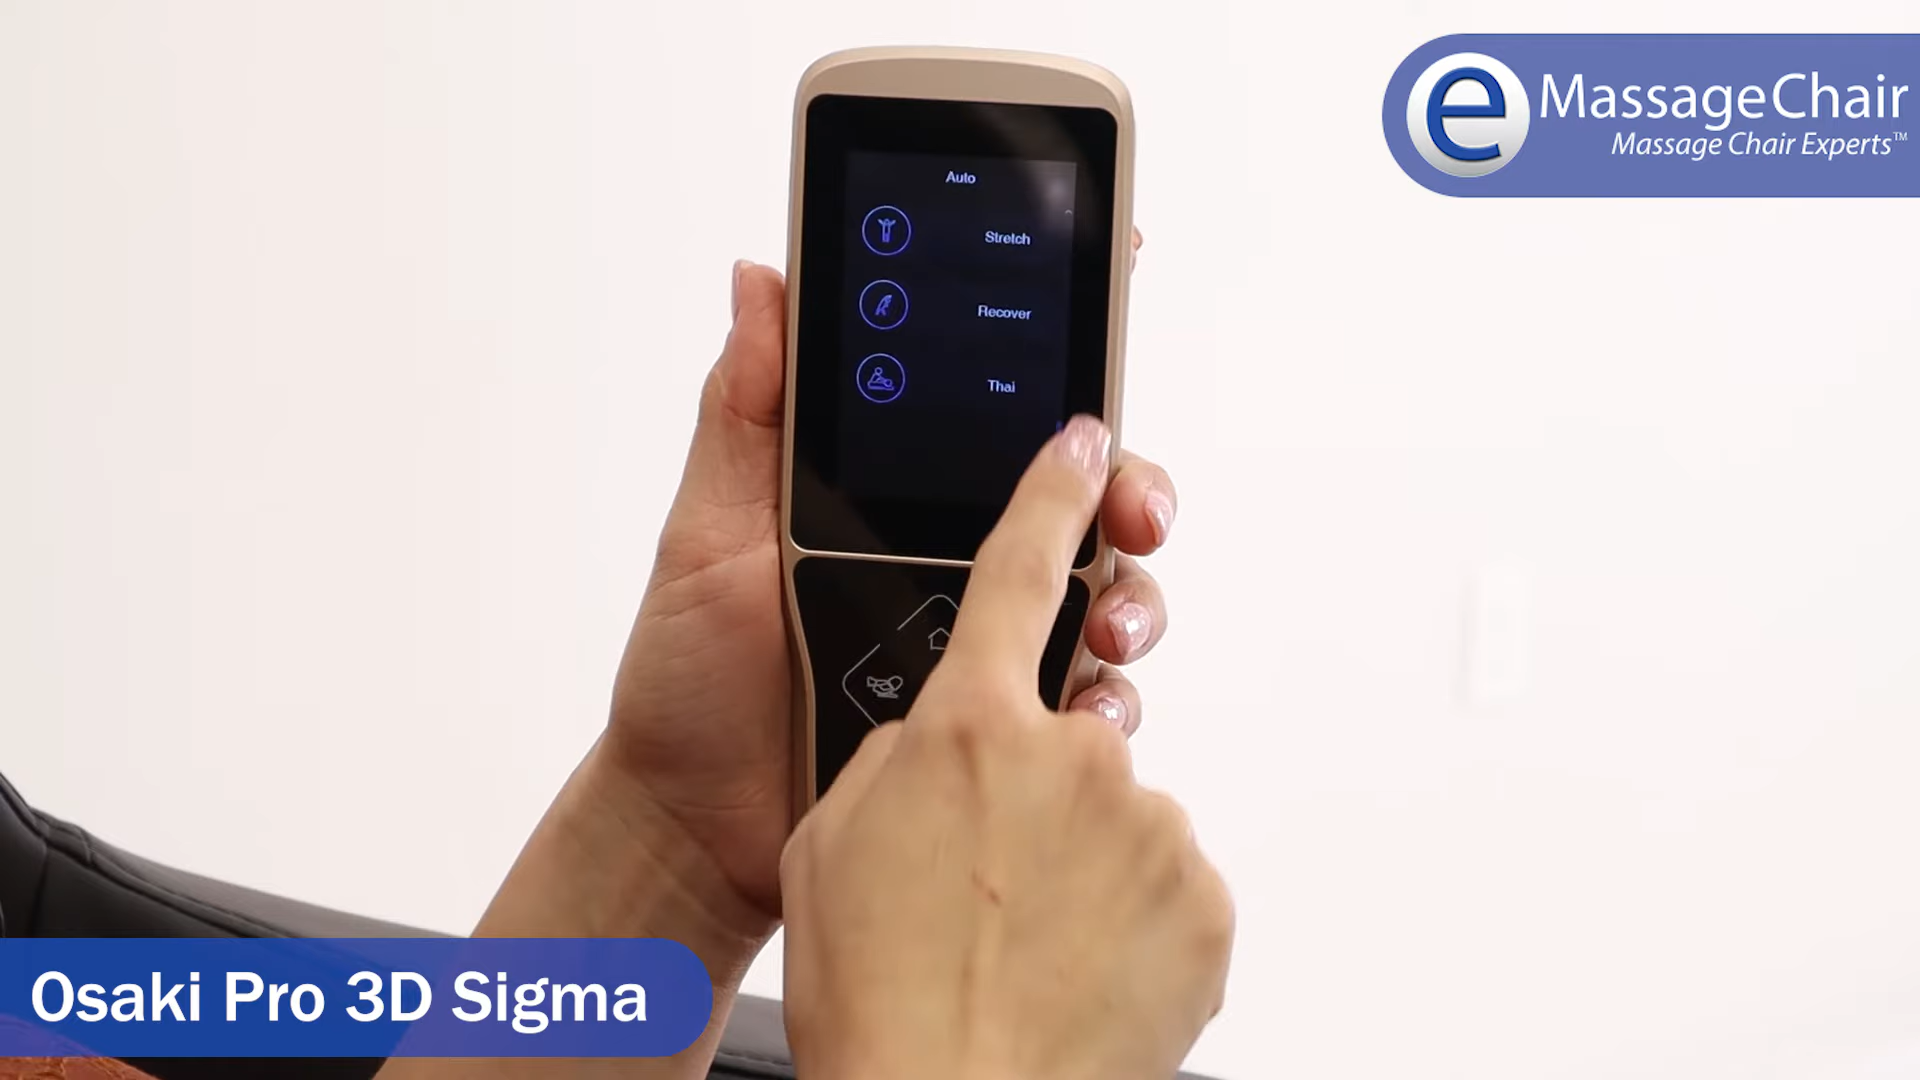 e MassageChair
Massage Chair Experts™
Auto
Stretch
Recover
Thai
Osaki Pro 3D Sigma